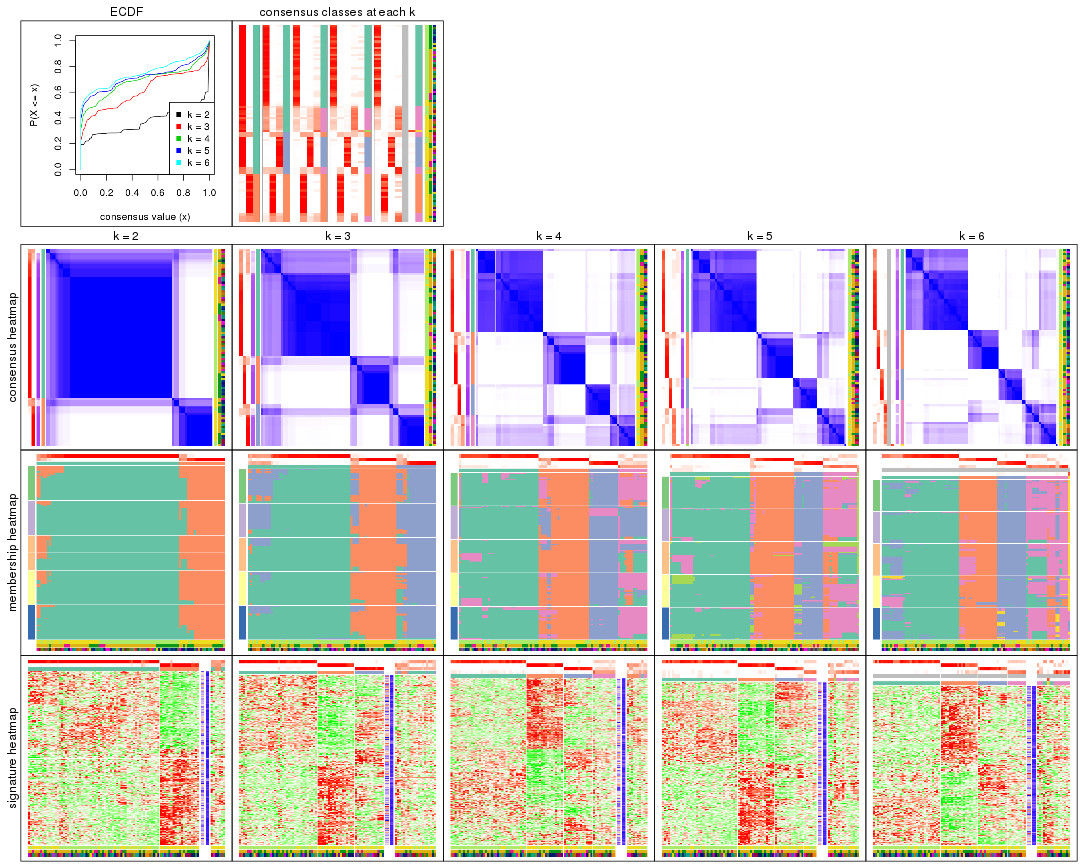 ECDF
consensus classes at each k
P(X <= x)
0.0 0.2 0.4 0.6 0.8 1.0
k = 2
k = 3
k = 4
k = 5
k = 6
0.0 0.2 0.4 0.6 0.8 1.0
consensus value (x)
k = 2
k = 3
k = 4
k = 5
k = 6
consensus heatmap
membership heatmap
signature heatmap